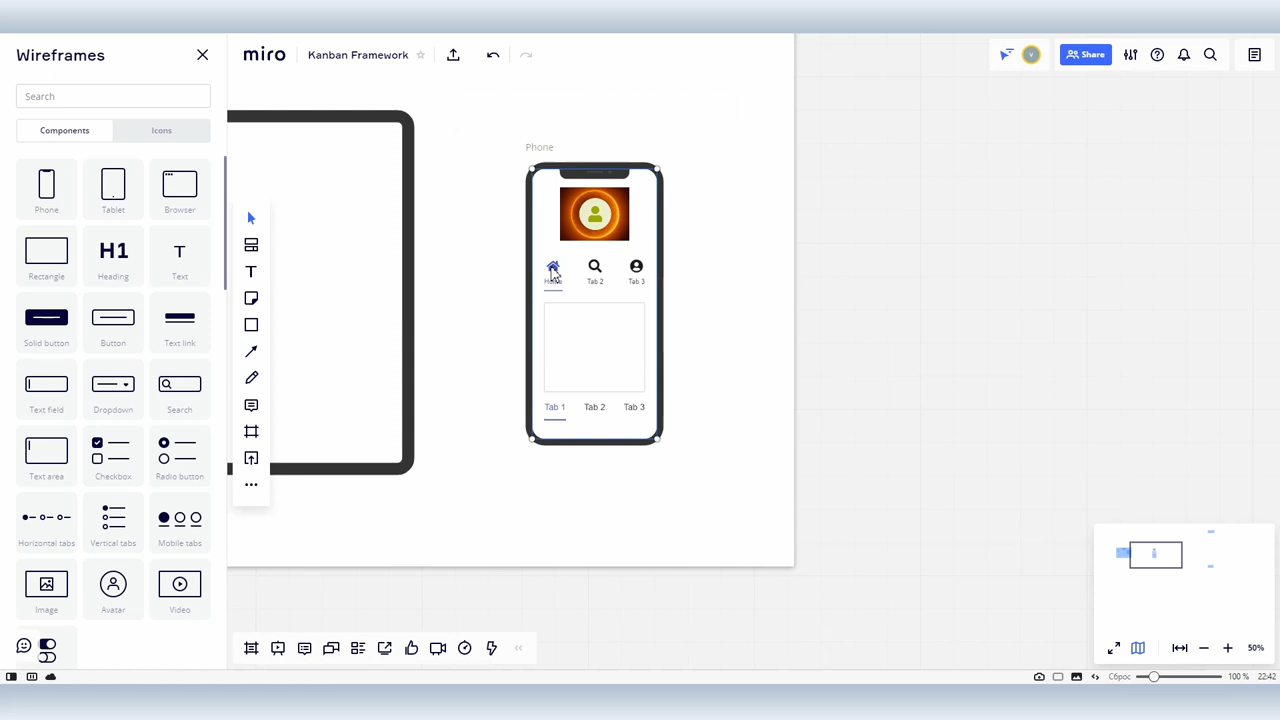 Wireframes
miro
Kanban Framework
Share
Search
Components
Icons
Phone
Tablet
Browser
H1
T
Rectangle
Heading
Text
Solid button
Button
Text link
Text field
Dropdown
Search
Text area
Checkbox
Radio button
Horizontal tabs
Vertical tabs
Mobile tabs
Image
Avatar
Video
Phone
Tab 2
Tab 3
Tab 1
Tab 2
Tab 3
50%
Сброс
100 %
22:42